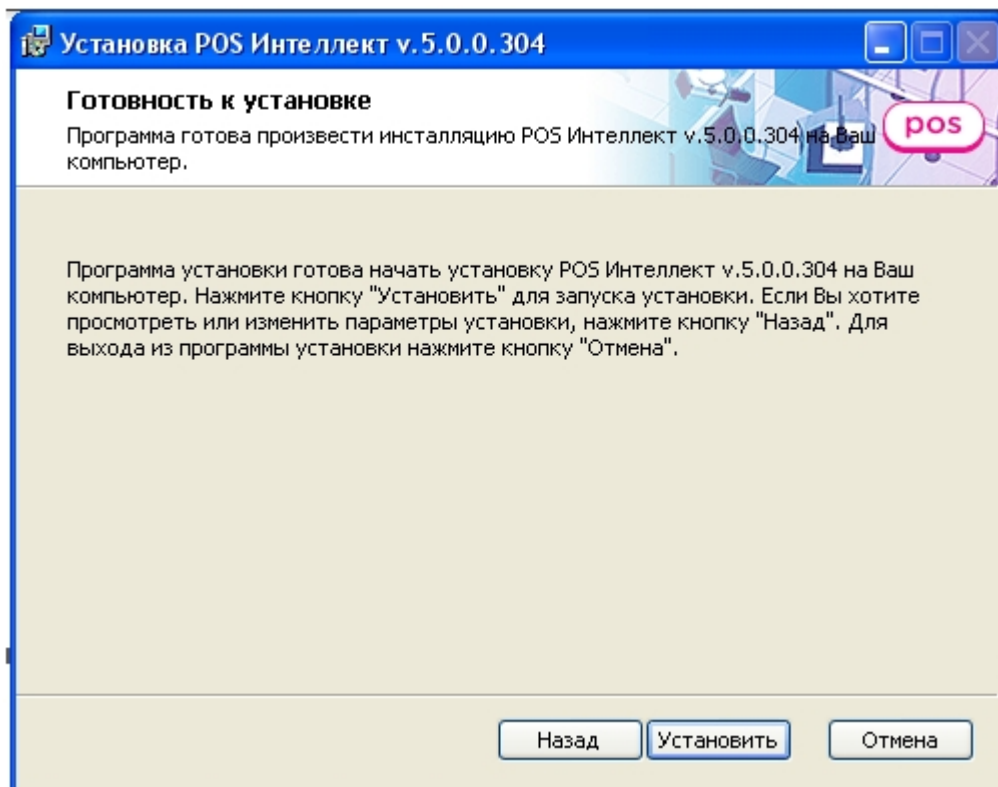 Установка POS Интеллект v.5.0.0.304
Готовность к установке
Программа готова произвести инсталляцию POS Интеллект v.5.0.0.304 на Ваш
компьютер.
pos
Программа установки готова начать установку POS Интеллект v.5.0.0.304 на Ваш
компьютер. Нажмите кнопку "Установить" для запуска установки. Если Вы хотите
просмотреть или изменить параметры установки, нажмите кнопку "Назад". Для
выхода из программы установки нажмите кнопку "Отмена".
Назад
Установить
Отмена